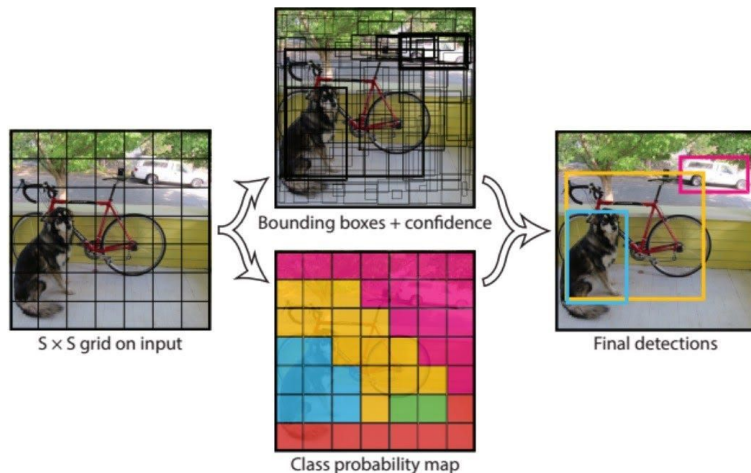 S × S grid on input
Bounding boxes + confidence
Class probability map
Final detections